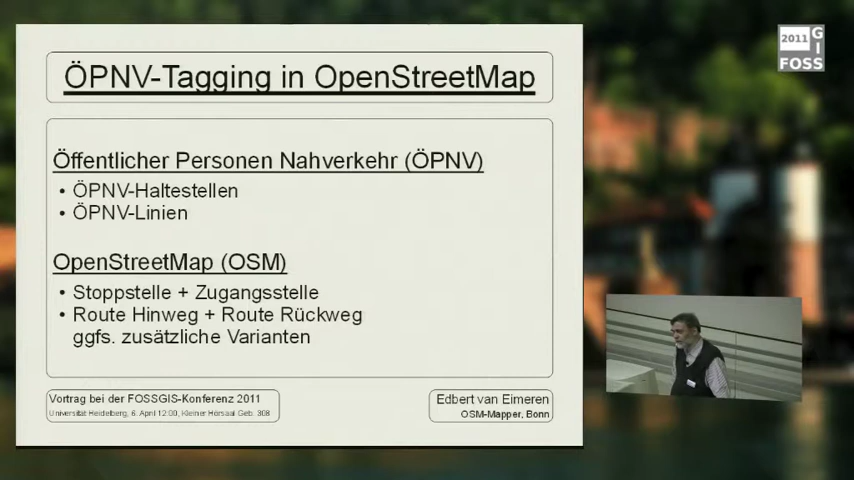 ÖPNV-Tagging in OpenStreetMap
Öffentlicher Personen Nahverkehr (ÖPNV)
• ÖPNV-Haltestellen
• ÖPNV-Linien
OpenStreetMap (OSM)
• Stoppstelle + Zugangsstelle
• Route Hinweg + Route Rückweg
ggfs. zusätzliche Varianten
Vortrag bei der FOSSGIS-Konferenz 2011
Universität Heidelberg, 6. April 12:00, Kleiner Hörsaal Geb. 308
Edbert van Eimeren
OSM-Mapper, Bonn
2011 GI
FOSS